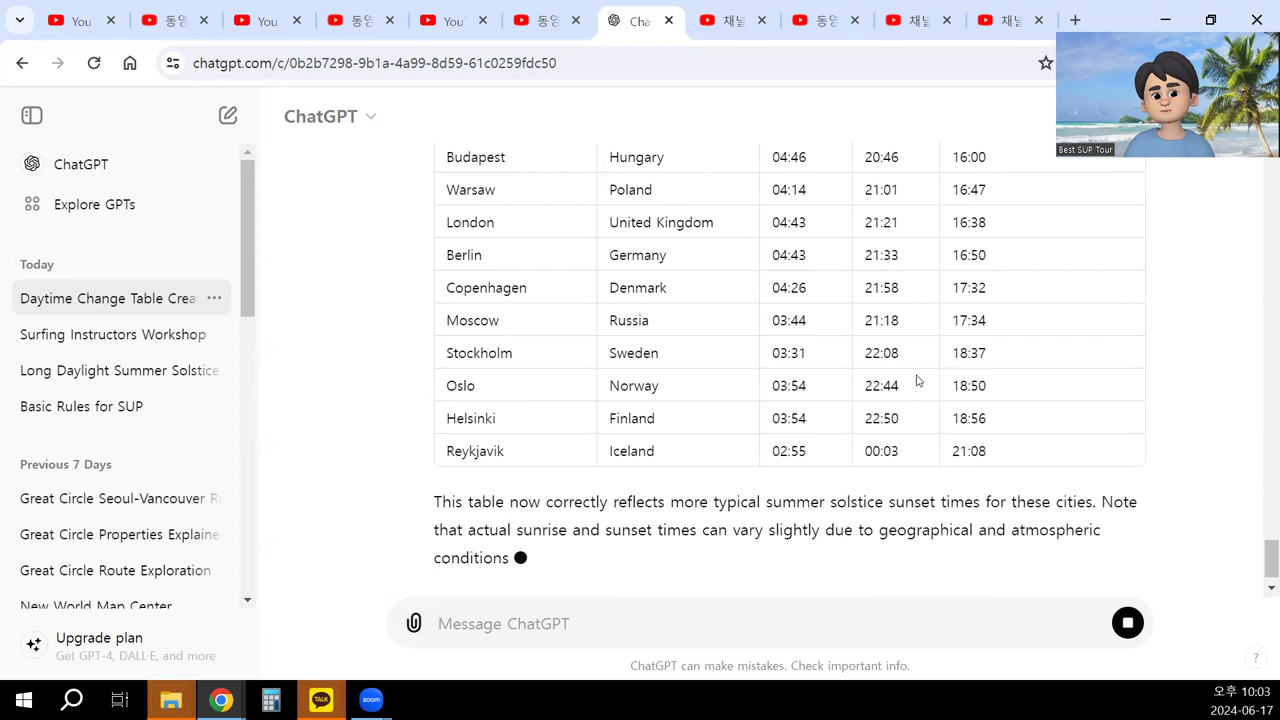 You
동영
You
동영
You
동영
Cha
채널
동영
채널
채널
chatgpt.com/c/0b2b7298-9b1a-4a99-8d59-61c0259fdc50
Best SUP Tour
ChatGPT
ChatGPT
Explore GPTs
Today
Daytime Change Table Crea
Surfing Instructors Workshop
Long Daylight Summer Solstice
Basic Rules for SUP
Previous 7 Days
Great Circle Seoul-Vancouver R
Great Circle Properties Explaine
Great Circle Route Exploration
New World Map Center
Upgrade plan
Get GPT-4, DALL·E, and more
Budapest Hungary 04:46 20:46 16:00
Warsaw Poland 04:14 21:01 16:47
London United Kingdom 04:43 21:21 16:38
Berlin Germany 04:43 21:33 16:50
Copenhagen Denmark 04:26 21:58 17:32
Moscow Russia 03:44 21:18 17:34
Stockholm Sweden 03:31 22:08 18:37
Oslo Norway 03:54 22:44 18:50
Helsinki Finland 03:54 22:50 18:56
Reykjavik Iceland 02:55 00:03 21:08
This table now correctly reflects more typical summer solstice sunset times for these cities. Note
that actual sunrise and sunset times can vary slightly due to geographical and atmospheric
conditions
Message ChatGPT
ChatGPT can make mistakes. Check important info.
?
TALK
zoom
오후 10:03
2024-06-17